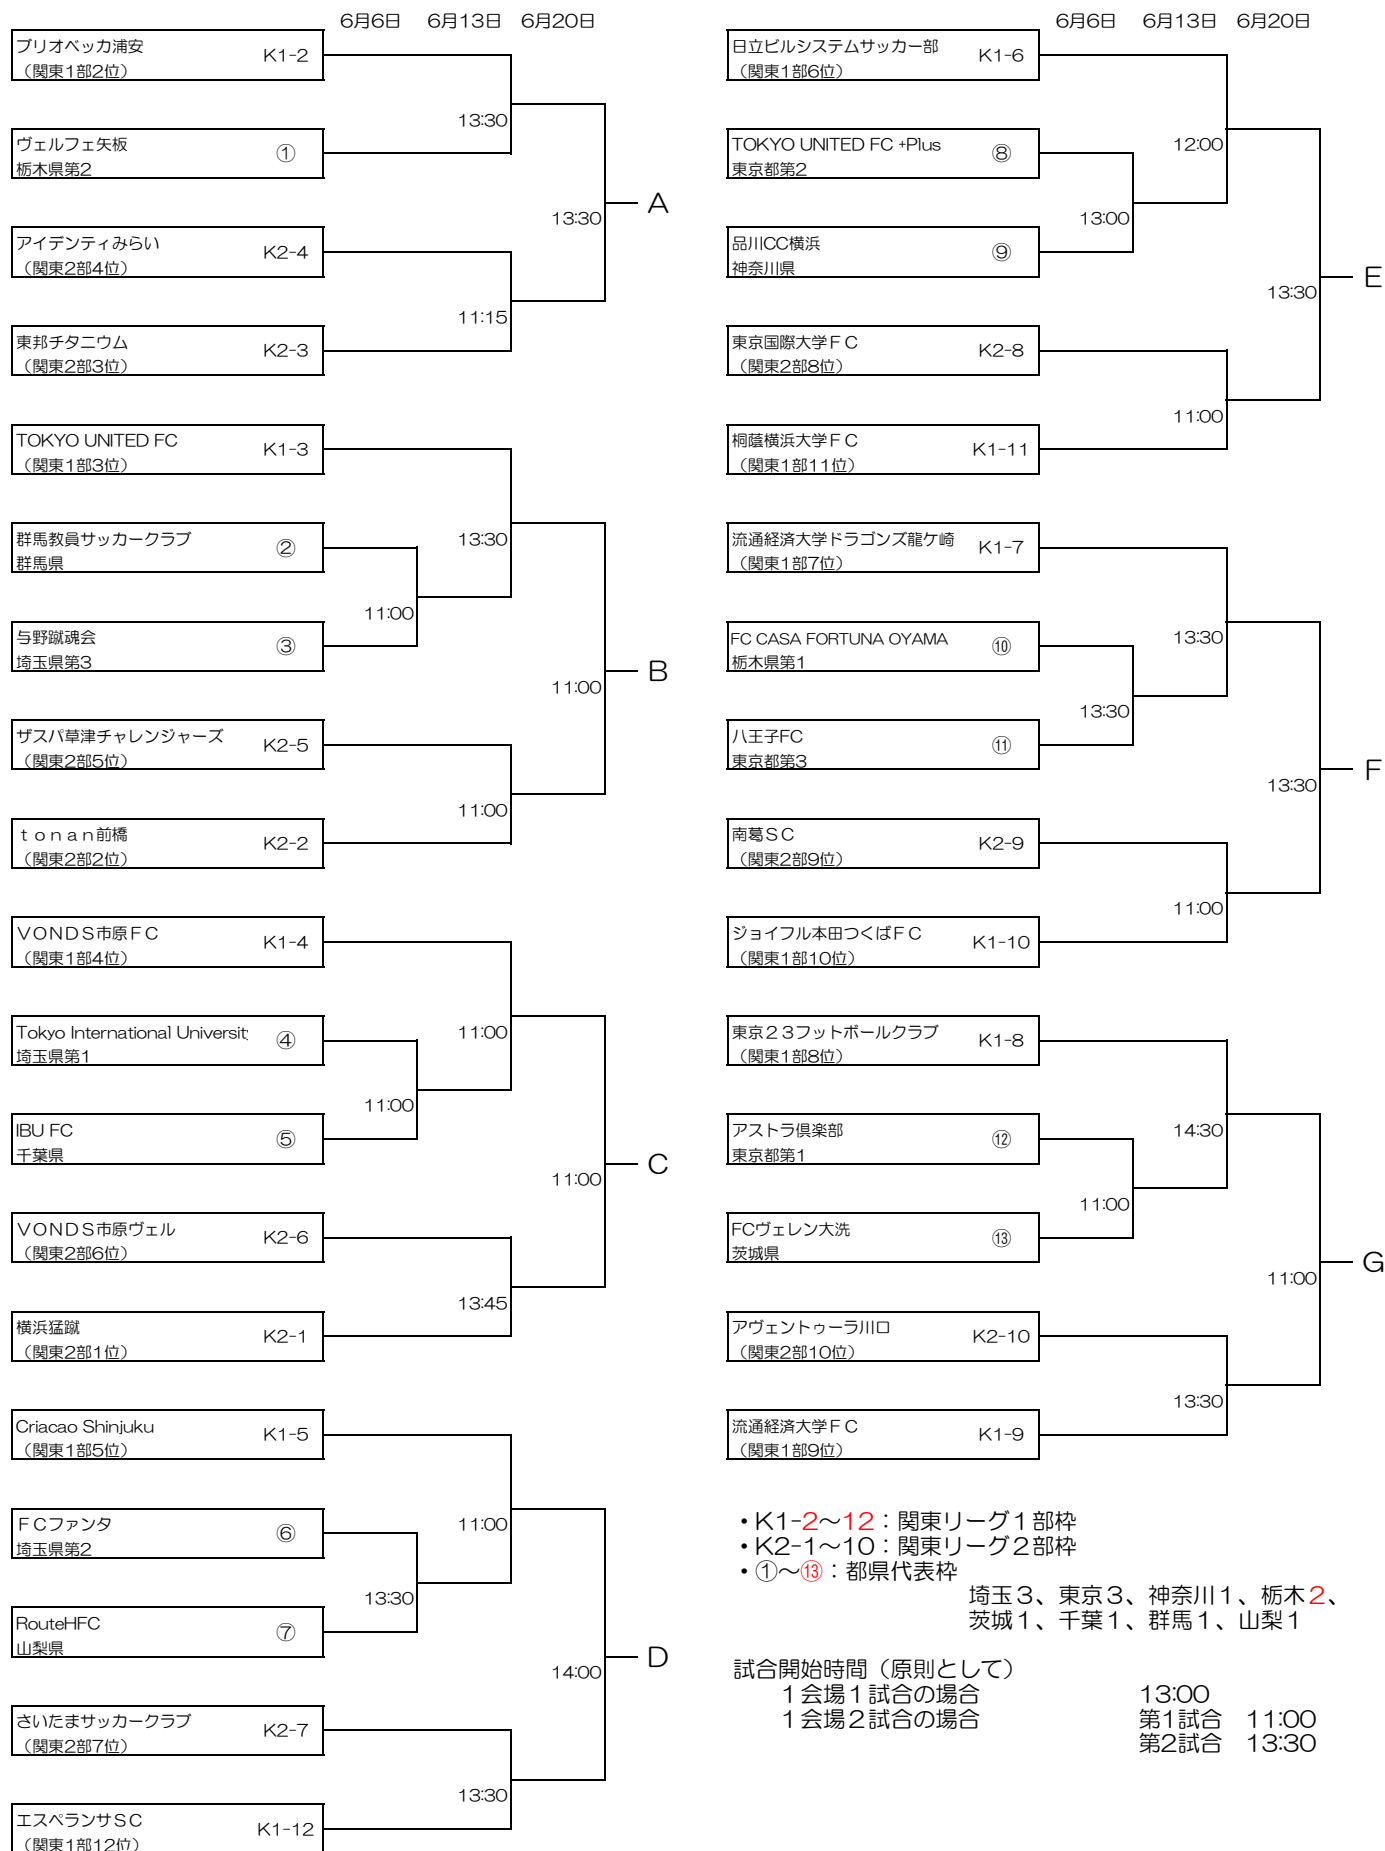 6月6日 6月13日 6月20日
ブリオベッカ浦安
（関東1部2位）
K1-2
13:30
ヴェルフェ矢板
栃木県第2
①
13:30
A
アイデンティみらい
（関東2部4位）
K2-4
11:15
東邦チタニウム
（関東2部3位）
K2-3
TOKYO UNITED FC
（関東1部3位）
K1-3
13:30
群馬教員サッカークラブ
群馬県
②
11:00
与野蹴魂会
埼玉県第3
③
11:00
B
ザスパ草津チャレンジャーズ
（関東2部5位）
K2-5
11:00
ｔｏｎａｎ前橋
（関東2部2位）
K2-2
ＶＯＮＤＳ市原ＦＣ
（関東1部4位）
K1-4
11:00
Tokyo International Universit
埼玉県第1
④
11:00
IBU FC
千葉県
⑤
11:00
C
ＶＯＮＤＳ市原ヴェル
（関東2部6位）
K2-6
13:45
横浜猛蹴
（関東2部1位）
K2-1
Criacao Shinjuku
（関東1部5位）
K1-5
11:00
ＦＣファンタ
埼玉県第2
⑥
13:30
RouteHFC
山梨県
⑦
14:00
D
さいたまサッカークラブ
（関東2部7位）
K2-7
13:30
エスペランサＳＣ
（関東1部12位）
K1-12
6月6日 6月13日 6月20日
日立ビルシステムサッカー部
（関東1部6位）
K1-6
12:00
TOKYO UNITED FC +Plus
東京都第2
⑧
13:00
品川CC横浜
神奈川県
⑨
13:30
E
東京国際大学ＦＣ
（関東2部8位）
K2-8
11:00
桐蔭横浜大学ＦＣ
（関東1部11位）
K1-11
流通経済大学ドラゴンズ龍ケ崎
（関東1部7位）
K1-7
13:30
FC CASA FORTUNA OYAMA
栃木県第1
⑩
13:30
八王子FC
東京都第3
⑪
13:30
F
南葛ＳＣ
（関東2部9位）
K2-9
11:00
ジョイフル本田つくばＦＣ
（関東1部10位）
K1-10
東京２３フットボールクラブ
（関東1部8位）
K1-8
14:30
アストラ倶楽部
東京都第1
⑫
11:00
FCヴェレン大洗
茨城県
⑬
11:00
G
アヴェントゥーラ川口
（関東2部10位）
K2-10
13:30
流通経済大学ＦＣ
（関東1部9位）
K1-9
・K1-2～12：関東リーグ１部枠
・K2-1～10：関東リーグ２部枠
・①～⑬：都県代表枠
埼玉３、東京３、神奈川１、栃木２、
茨城１、千葉１、群馬１、山梨１
試合開始時間（原則として）
１会場１試合の場合 13:00
１会場２試合の場合 第1試合 11:00
第2試合 13:30